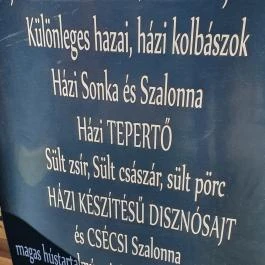 Különleges hazai, házi kolbászok
Házi Sonka és Szalonna
Házi TEPERTŐ
Sült zsír, Sült császár, sült pörc
HÁZI KÉSZÍTÉSŰ DISZNÓSAJT
és CSÉCSI Szalonna
magas